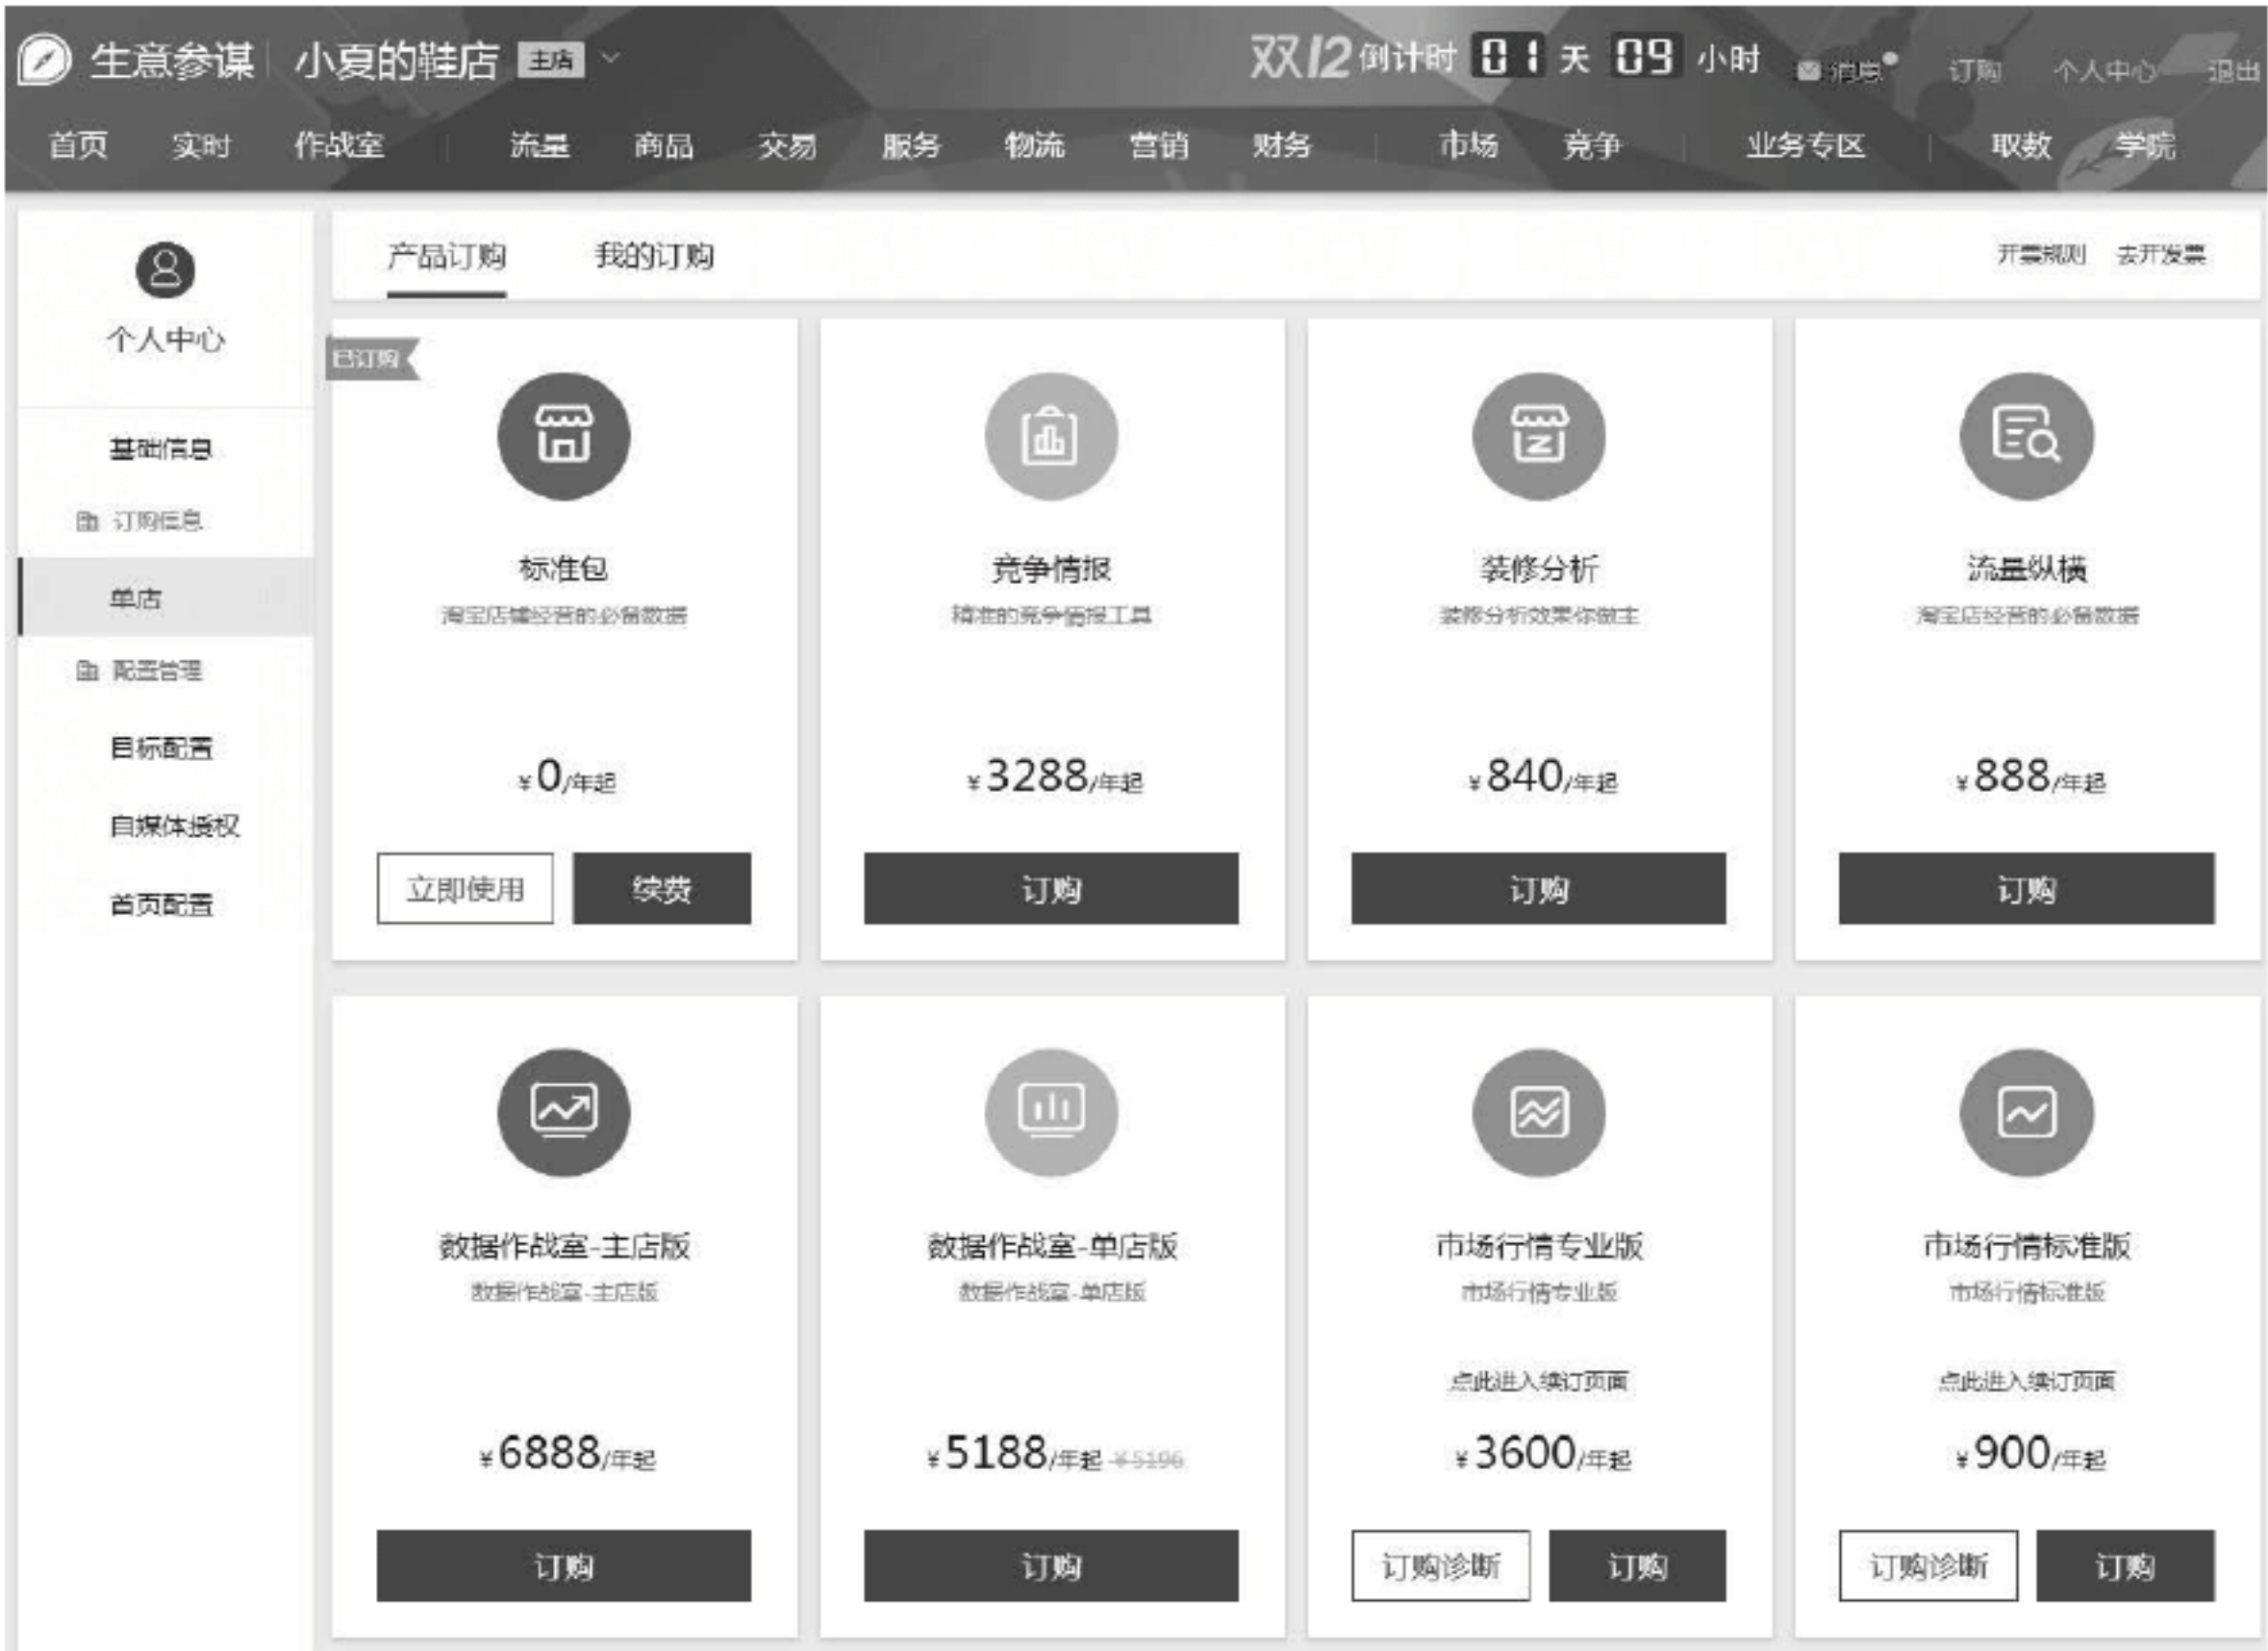 生意参谋 小夏的鞋店 主店 双12倒计时 01 天 09 小时 消息 订购 个人中心 退出
首页 实时 作战室 流量 商品 交易 服务 物流 营销 财务 市场 竞争 业务专区 取数 学院
个人中心
基础信息
订购信息
单店
配置管理
目标配置
自媒体授权
首页配置
产品订购 我的订购 开票规则 去开发票
已订购
标准包
淘宝店铺经营的必备数据
¥0/年起
立即使用 续费
竞争情报
精准的竞争情报工具
¥3288/年起
订购
装修分析
装修分析效果你做主
¥840/年起
订购
流量纵横
淘宝店经营的必备数据
¥888/年起
订购
数据作战室-主店版
数据作战室-主店版
¥6888/年起
订购
数据作战室-单店版
数据作战室-单店版
¥5188/年起 ¥5196
订购
市场行情专业版
市场行情专业版
点此进入续订页面
¥3600/年起
订购诊断 订购
市场行情标准版
市场行情标准版
点此进入续订页面
¥900/年起
订购诊断 订购